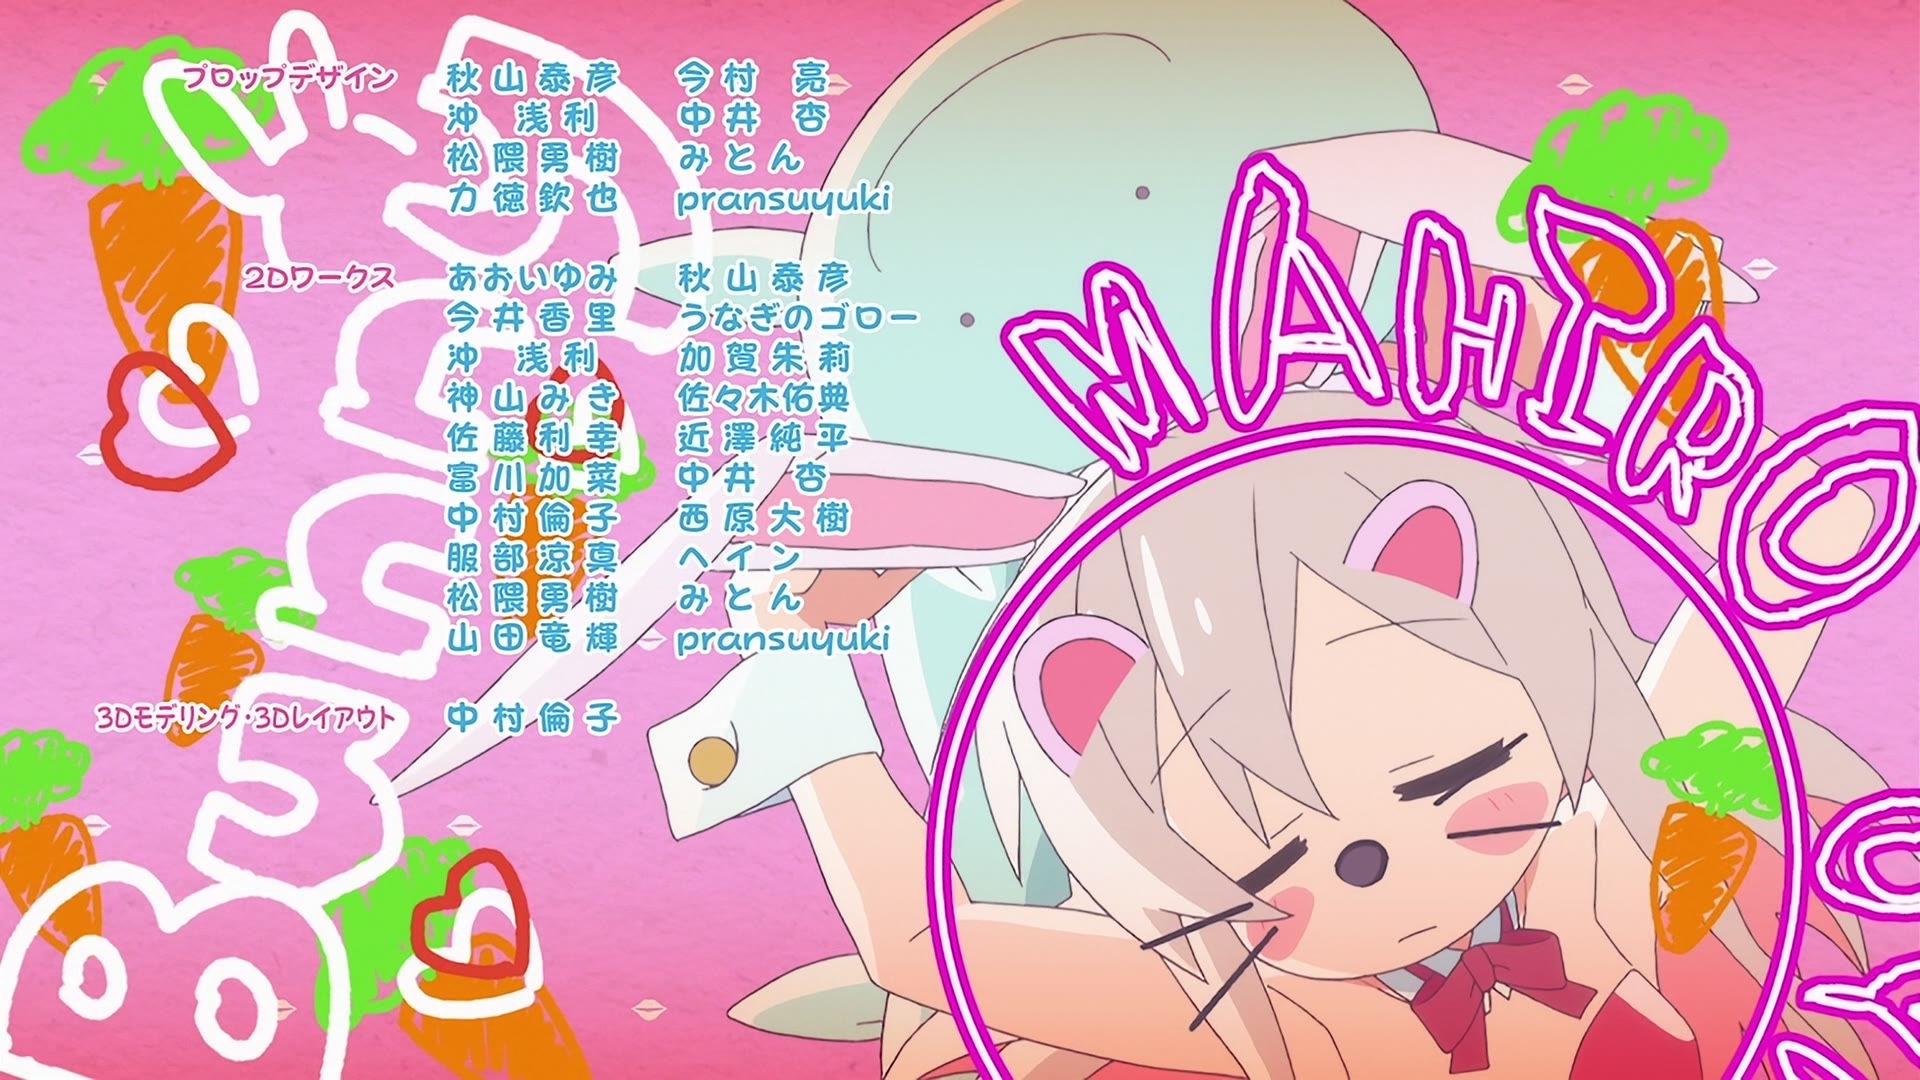 プロップデザイン 秋山泰彦 今村 亮
沖 浅利 中井 杏
松隈勇樹 みとん
力徳欽也 pransuyuki
2Dワークス あおいゆみ 秋山泰彦
今井香里 うなぎのゴロー
沖 浅利 加賀朱莉
神山みき 佐々木佑典
佐藤利幸 近澤純平
富川加菜 中井 杏
中村倫子 西原大樹
服部涼真 ヘイン
松隈勇樹 みとん
山田竜輝 pransuyuki
3Dモデリング・3Dレイアウト 中村倫子
MAHIRO